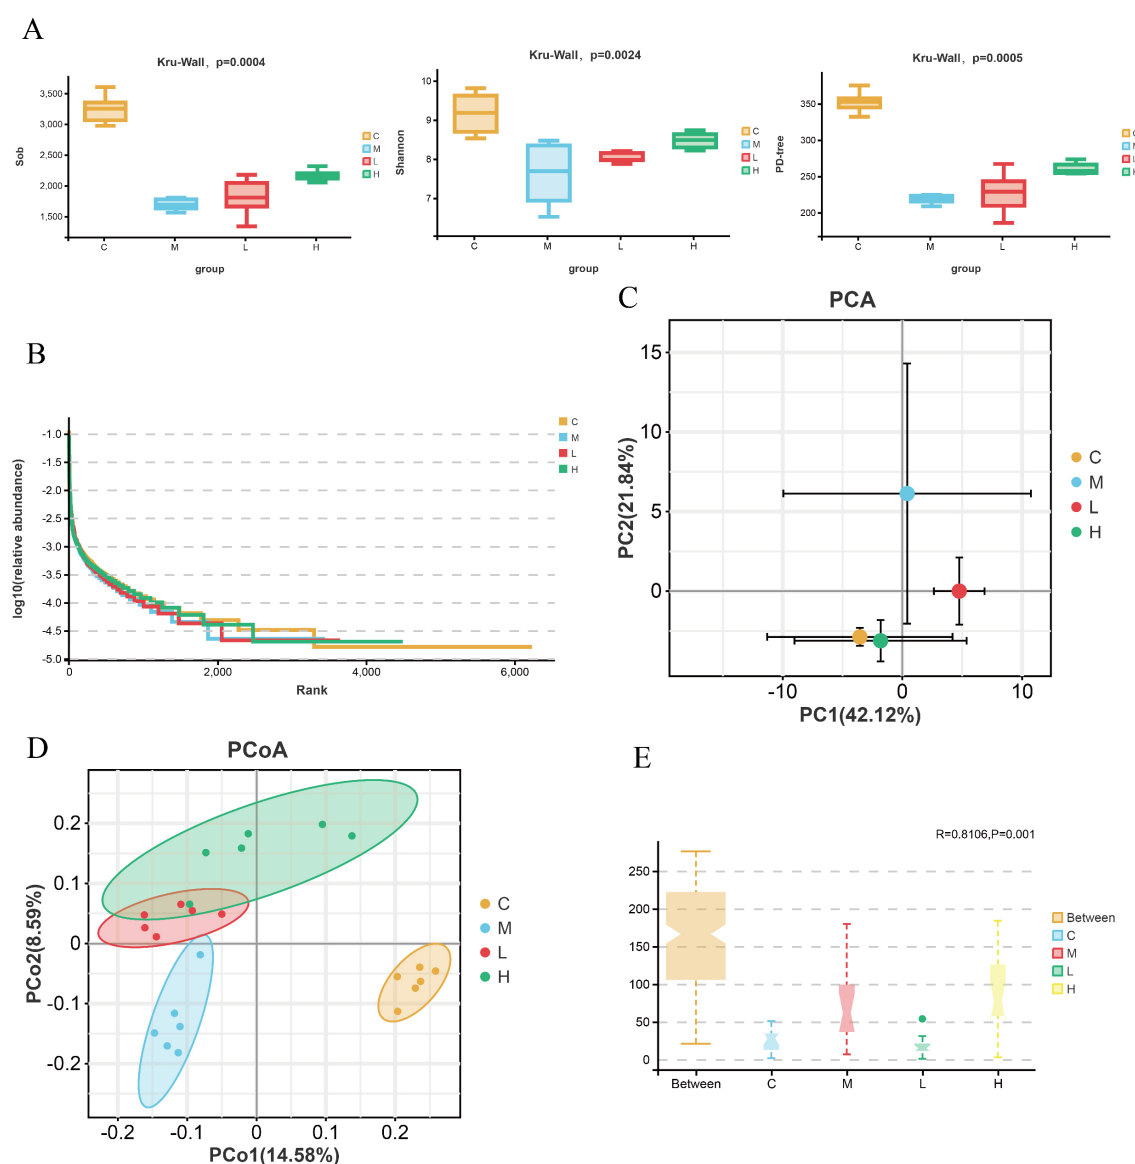 A
Kru-Wall, p=0.0004
Sob
3,500
3,000
2,500
2,000
1,500
C M L H
group
C
M
L
H
Kru-Wall, p=0.0024
Shannon
10
9
8
7
C M L H
group
C
M
L
H
Kru-Wall, p=0.0005
PD-tree
350
300
250
200
C M L H
group
C
M
L
H
B
log10(relative abundance)
-1.0
-1.5
-2.0
-2.5
-3.0
-3.5
-4.0
-4.5
-5.0
0 2,000 4,000 6,000
Rank
C
M
L
H
C
PCA
PC2(21.84%)
15
10
5
0
-10 0 10
PC1(42.12%)
C
M
L
H
D
PCoA
PCo2(8.59%)
0.2
0.1
0
-0.1
-0.2
-0.2 -0.1 0 0.1 0.2
PCo1(14.58%)
C
M
L
H
E
R=0.8106,P=0.001
250
200
150
100
50
0
Between C M L H
Between
C
M
L
H